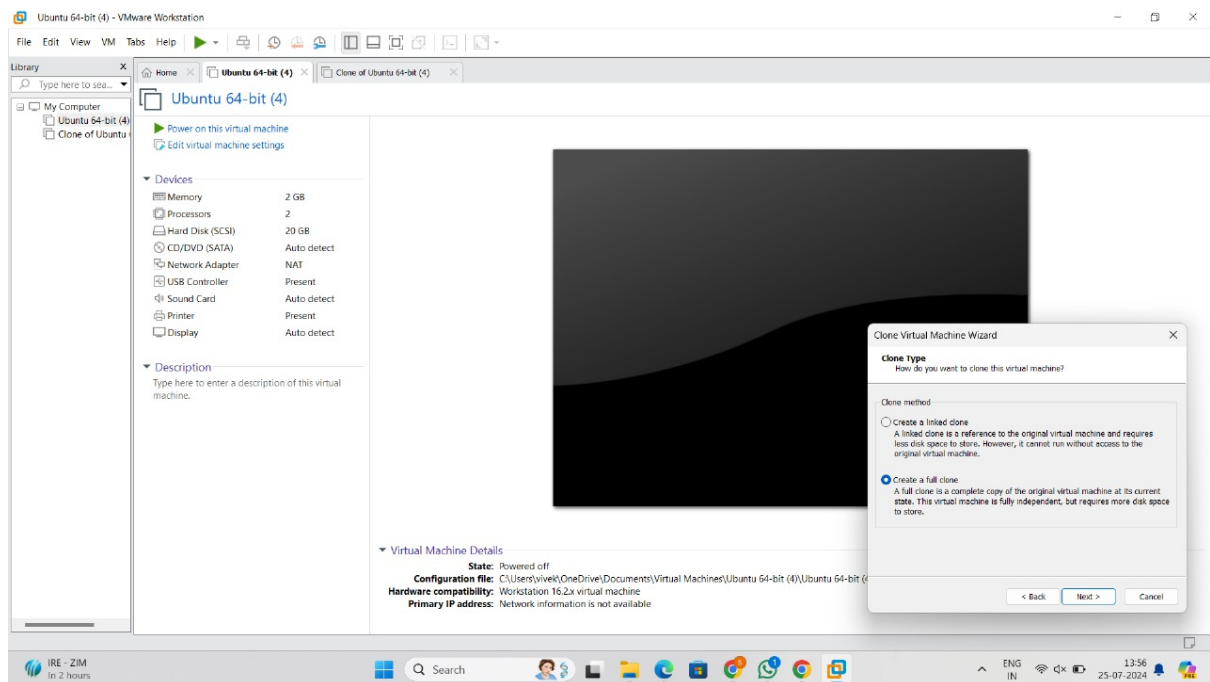 Ubuntu 64-bit (4) - VMware Workstation
File Edit View VM Tabs Help
Library X
Type here to sea...
My Computer
Ubuntu 64-bit (4)
Clone of Ubuntu
Home
Ubuntu 64-bit (4)
Clone of Ubuntu 64-bit (4)
Ubuntu 64-bit (4)
Power on this virtual machine
Edit virtual machine settings
Devices
Memory 2 GB
Processors 2
Hard Disk (SCSI) 20 GB
CD/DVD (SATA) Auto detect
Network Adapter NAT
USB Controller Present
Sound Card Auto detect
Printer Present
Display Auto detect
Description
Type here to enter a description of this virtual
machine.
Virtual Machine Details
State: Powered off
Configuration file: C:\Users\vivek\OneDrive\Documents\Virtual Machines\Ubuntu 64-bit (4)\Ubuntu 64-bit (4
Hardware compatibility: Workstation 16.2.x virtual machine
Primary IP address: Network information is not available
Clone Virtual Machine Wizard
Clone Type
How do you want to clone this virtual machine?
Clone method
Create a linked clone
A linked clone is a reference to the original virtual machine and requires
less disk space to store. However, it cannot run without access to the
original virtual machine.
Create a full clone
A full clone is a complete copy of the original virtual machine at its current
state. This virtual machine is fully independent, but requires more disk space
to store.
< Back Next > Cancel
IRE - ZIM
In 2 hours
Search
ENG
IN
13:56
25-07-2024